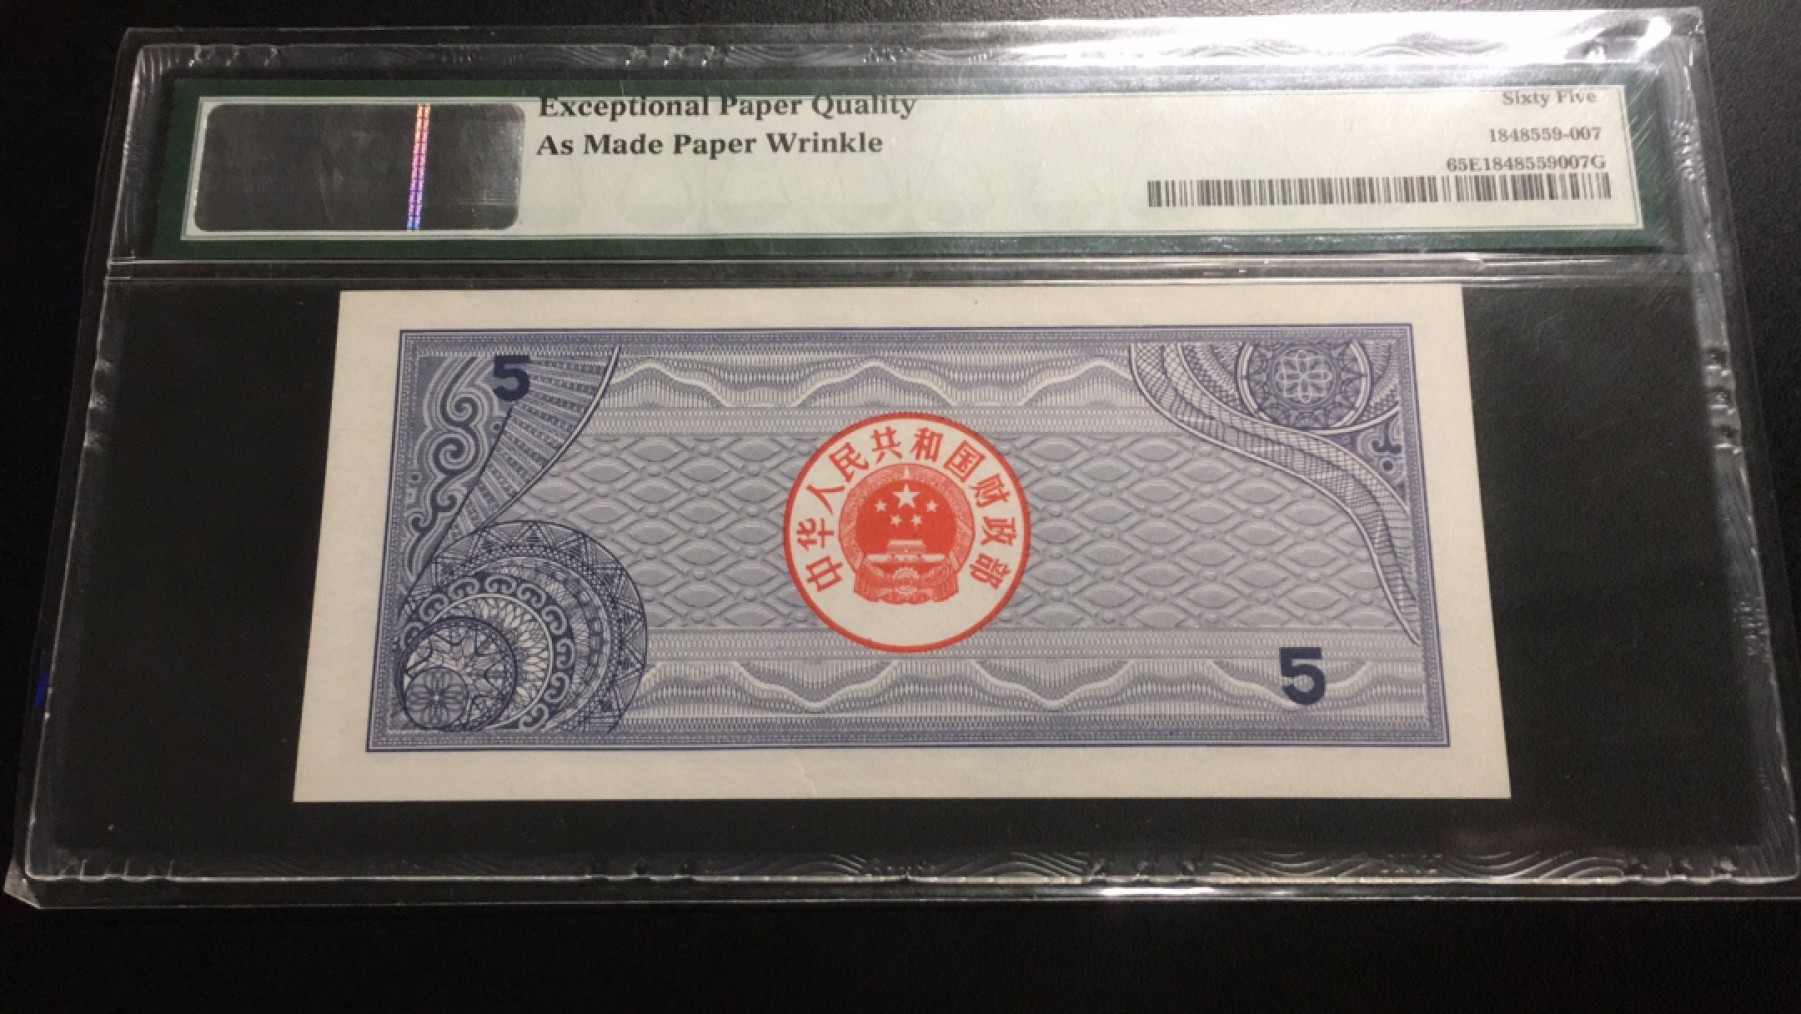 Exceptional Paper Quality
As Made Paper Wrinkle
Sixty Five
1848559-007
65E1848559007G
5
中华人民共和国财政部
5